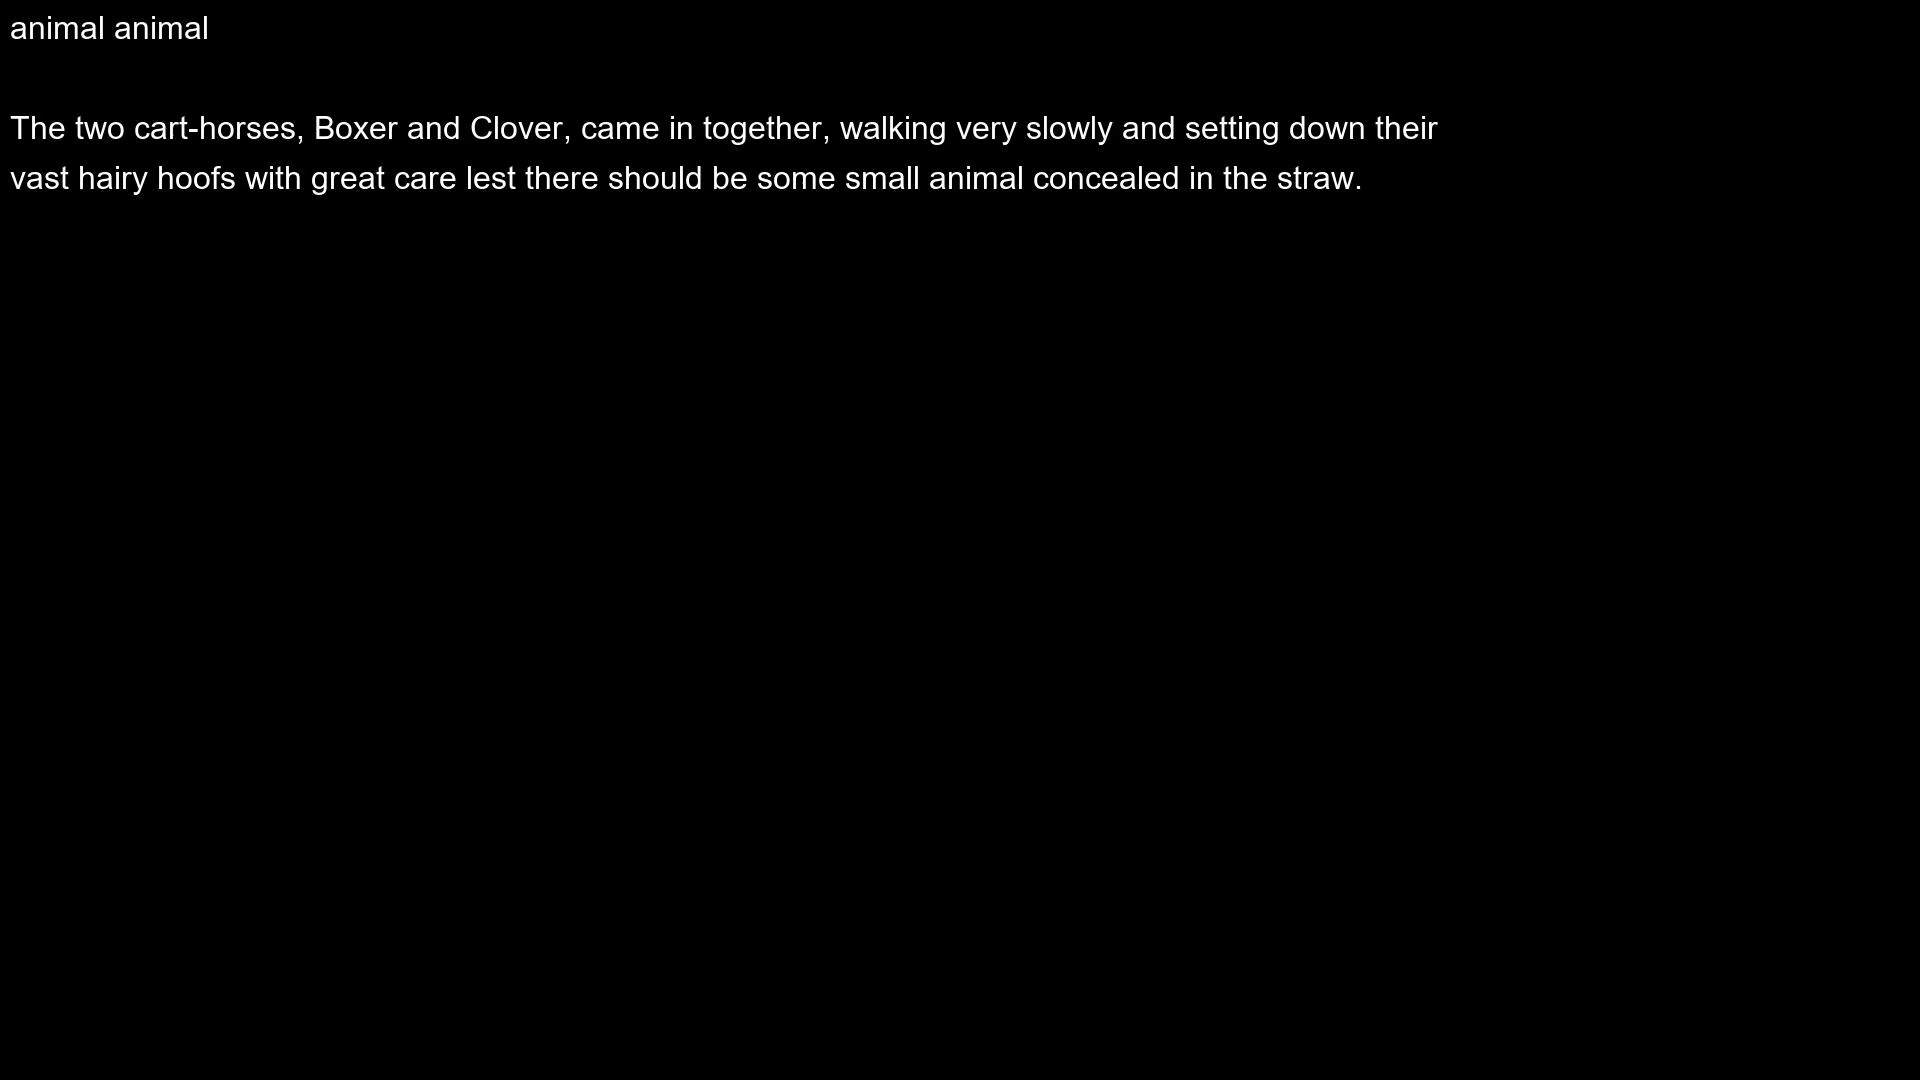 animal animal
The two cart-horses, Boxer and Clover, came in together, walking very slowly and setting down their
vast hairy hoofs with great care lest there should be some small animal concealed in the straw.